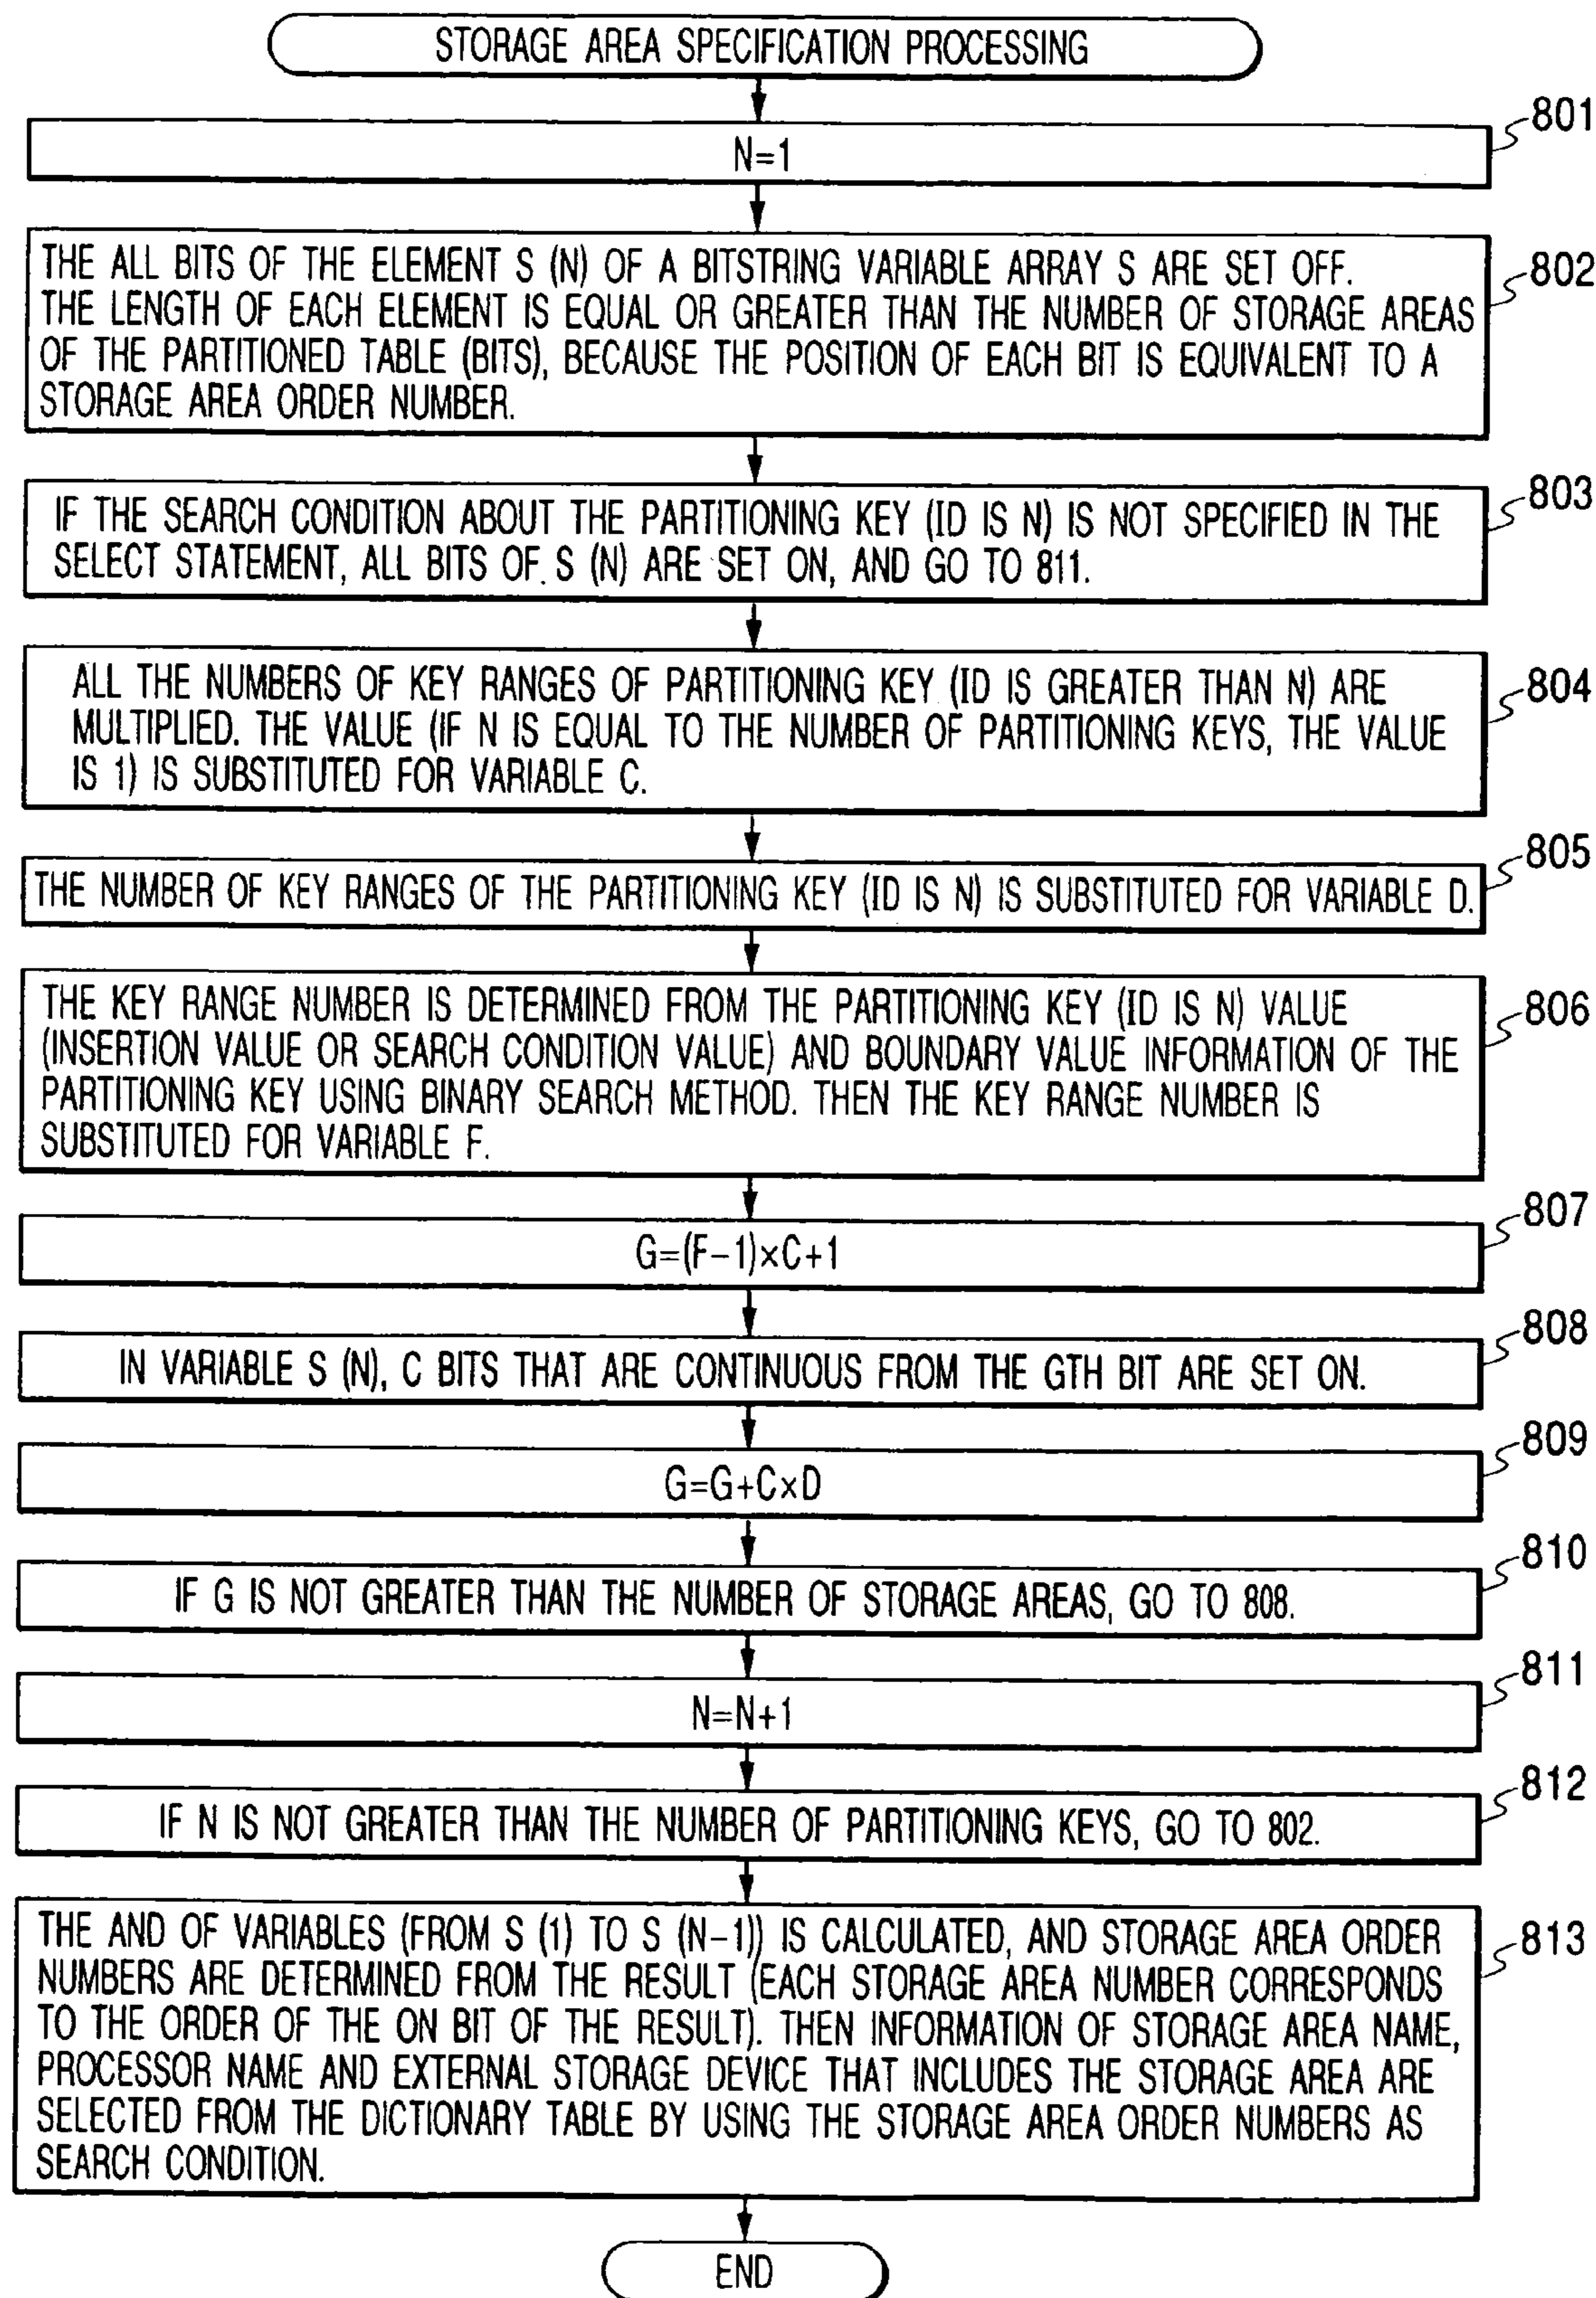 STORAGE AREA SPECIFICATION PROCESSING
801
N=1
802
THE ALL BITS OF THE ELEMENT S (N) OF A BITSTRING VARIABLE ARRAY S ARE SET OFF.
THE LENGTH OF EACH ELEMENT IS EQUAL OR GREATER THAN THE NUMBER OF STORAGE AREAS
OF THE PARTITIONED TABLE (BITS), BECAUSE THE POSITION OF EACH BIT IS EQUIVALENT TO A
STORAGE AREA ORDER NUMBER.
803
IF THE SEARCH CONDITION ABOUT THE PARTITIONING KEY (ID IS N) IS NOT SPECIFIED IN THE
SELECT STATEMENT, ALL BITS OF S (N) ARE SET ON, AND GO TO 811.
804
ALL THE NUMBERS OF KEY RANGES OF PARTITIONING KEY (ID IS GREATER THAN N) ARE
MULTIPLIED. THE VALUE (IF N IS EQUAL TO THE NUMBER OF PARTITIONING KEYS, THE VALUE
IS 1) IS SUBSTITUTED FOR VARIABLE C.
805
THE NUMBER OF KEY RANGES OF THE PARTITIONING KEY (ID IS N) IS SUBSTITUTED FOR VARIABLE D.
806
THE KEY RANGE NUMBER IS DETERMINED FROM THE PARTITIONING KEY (ID IS N) VALUE
(INSERTION VALUE OR SEARCH CONDITION VALUE) AND BOUNDARY VALUE INFORMATION OF THE
PARTITIONING KEY USING BINARY SEARCH METHOD. THEN THE KEY RANGE NUMBER IS
SUBSTITUTED FOR VARIABLE F.
807
G=(F-1)×C+1
808
IN VARIABLE S (N), C BITS THAT ARE CONTINUOUS FROM THE GTH BIT ARE SET ON.
809
G=G+C×D
810
IF G IS NOT GREATER THAN THE NUMBER OF STORAGE AREAS, GO TO 808.
811
N=N+1
812
IF N IS NOT GREATER THAN THE NUMBER OF PARTITIONING KEYS, GO TO 802.
813
THE AND OF VARIABLES (FROM S (1) TO S (N-1)) IS CALCULATED, AND STORAGE AREA ORDER
NUMBERS ARE DETERMINED FROM THE RESULT (EACH STORAGE AREA NUMBER CORRESPONDS
TO THE ORDER OF THE ON BIT OF THE RESULT). THEN INFORMATION OF STORAGE AREA NAME,
PROCESSOR NAME AND EXTERNAL STORAGE DEVICE THAT INCLUDES THE STORAGE AREA ARE
SELECTED FROM THE DICTIONARY TABLE BY USING THE STORAGE AREA ORDER NUMBERS AS
SEARCH CONDITION.
END